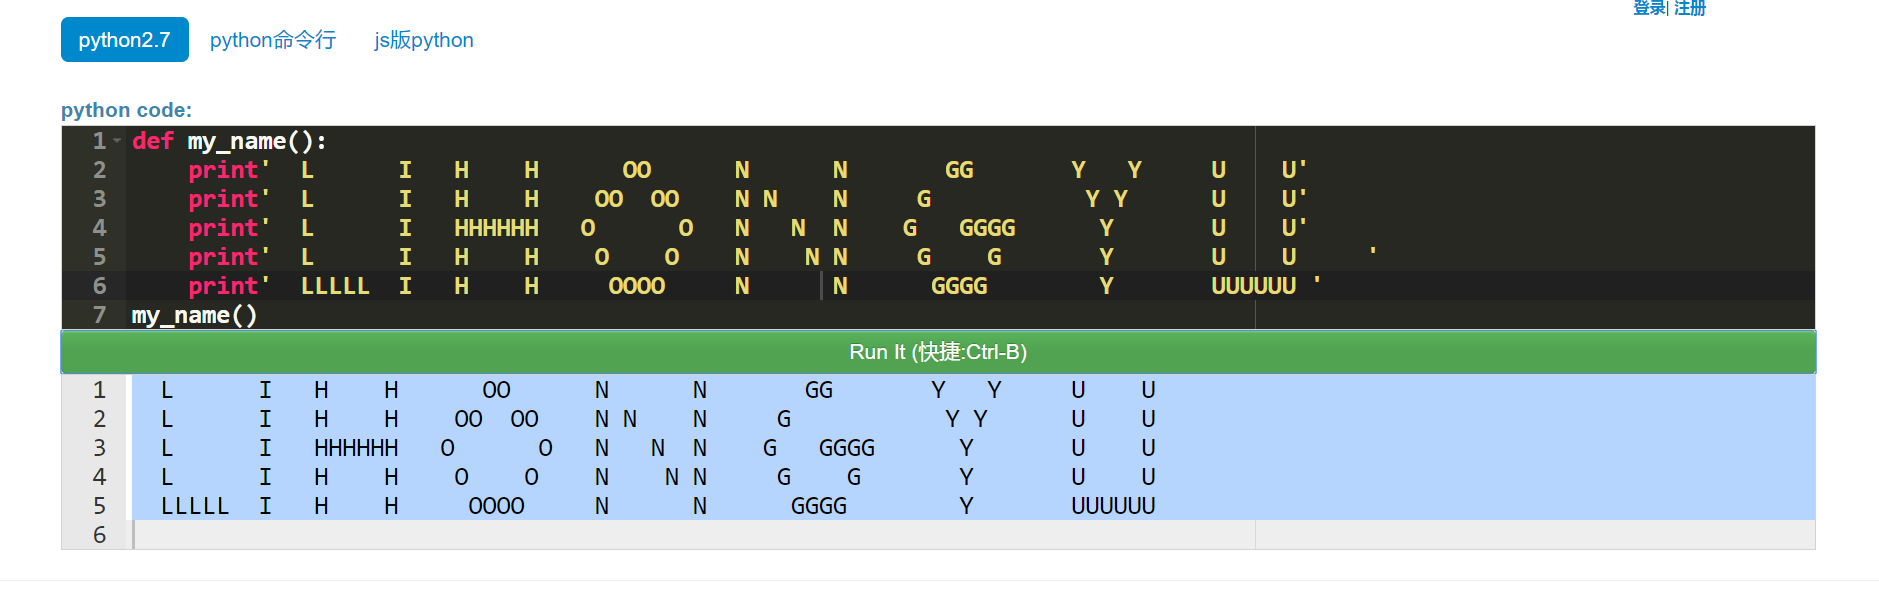 登录| 注册
python2.7 python命令行 js版python
python code:
1 def my_name():
2     print'  L      I   H    H      OO      N      N       GG       Y   Y     U    U'
3     print'  L      I   H    H    OO  OO    N N    N     G           Y Y      U    U'
4     print'  L      I   HHHHHH   O      O   N   N  N    G   GGGG      Y       U    U'
5     print'  L      I   H    H    O    O    N    N N     G    G       Y       U    U     '
6     print'  LLLLL  I   H    H     OOOO     N      N      GGGG        Y       UUUUUU '
7 my_name()
Run It (快捷:Ctrl-B)
1   L      I   H    H      OO      N      N       GG       Y   Y     U    U
2   L      I   H    H    OO  OO    N N    N     G           Y Y      U    U
3   L      I   HHHHHH   O      O   N   N  N    G   GGGG      Y       U    U
4   L      I   H    H    O    O    N    N N     G    G       Y       U    U
5   LLLLL  I   H    H     OOOO     N      N      GGGG        Y       UUUUUU
6